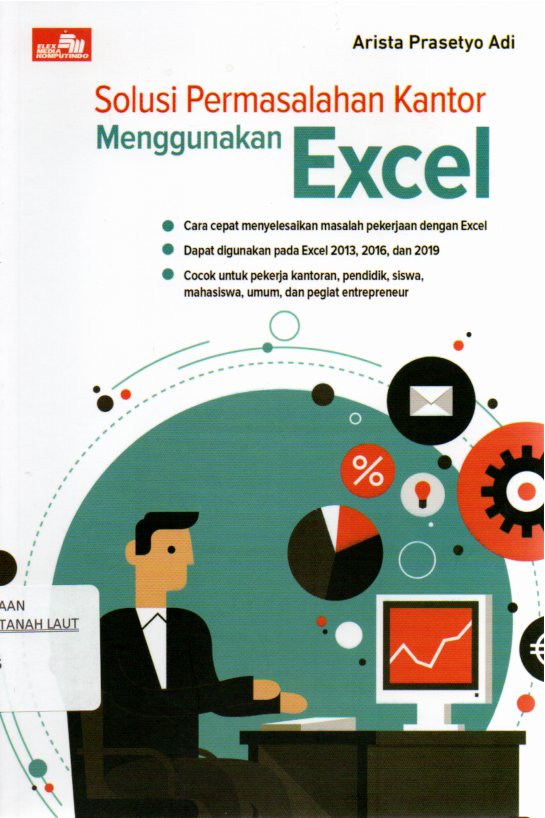 ELEX
MEDIA
KOMPUTINDO
Arista Prasetyo Adi
Solusi Permasalahan Kantor
Menggunakan Excel
Cara cepat menyelesaikan masalah pekerjaan dengan Excel
Dapat digunakan pada Excel 2013, 2016, dan 2019
Cocok untuk pekerja kantoran, pendidik, siswa,
mahasiswa, umum, dan pegiat entrepreneur
%
AAN
TANAH LAUT
€